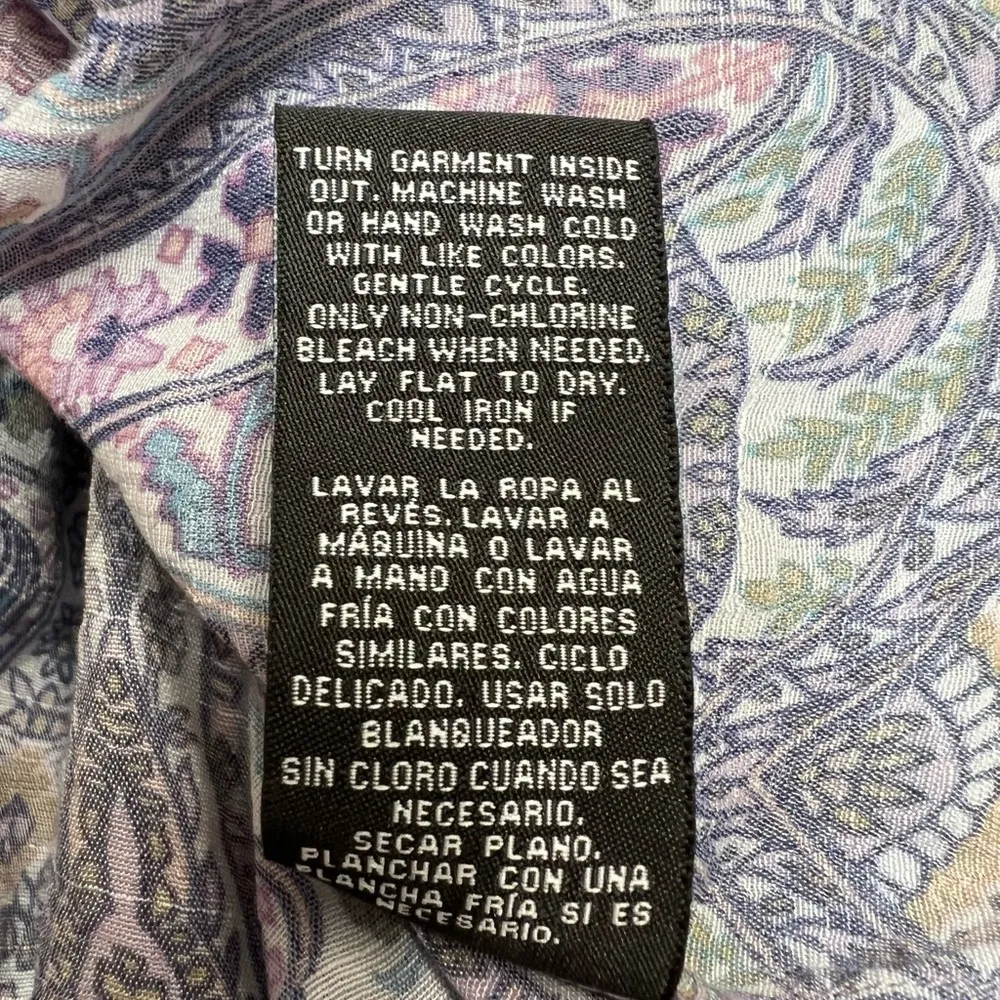 TURN GARMENT INSIDE
OUT. MACHINE WASH
OR HAND WASH COLD
WITH LIKE COLORS.
GENTLE CYCLE.
ONLY NON-CHLORINE
BLEACH WHEN NEEDED.
LAY FLAT TO DRY.
COOL IRON IF
NEEDED.
LAVAR LA ROPA AL
REVÉS. LAVAR A
MÁQUINA O LAVAR
A MANO CON AGUA
FRÍA CON COLORES
SIMILARES. CICLO
DELICADO. USAR SOLO
BLANQUEADOR
SIN CLORO CUANDO SEA
NECESARIO.
SECAR PLANO.
PLANCHAR CON UNA
PLANCHA FRÍA SI ES
NECESARIO.